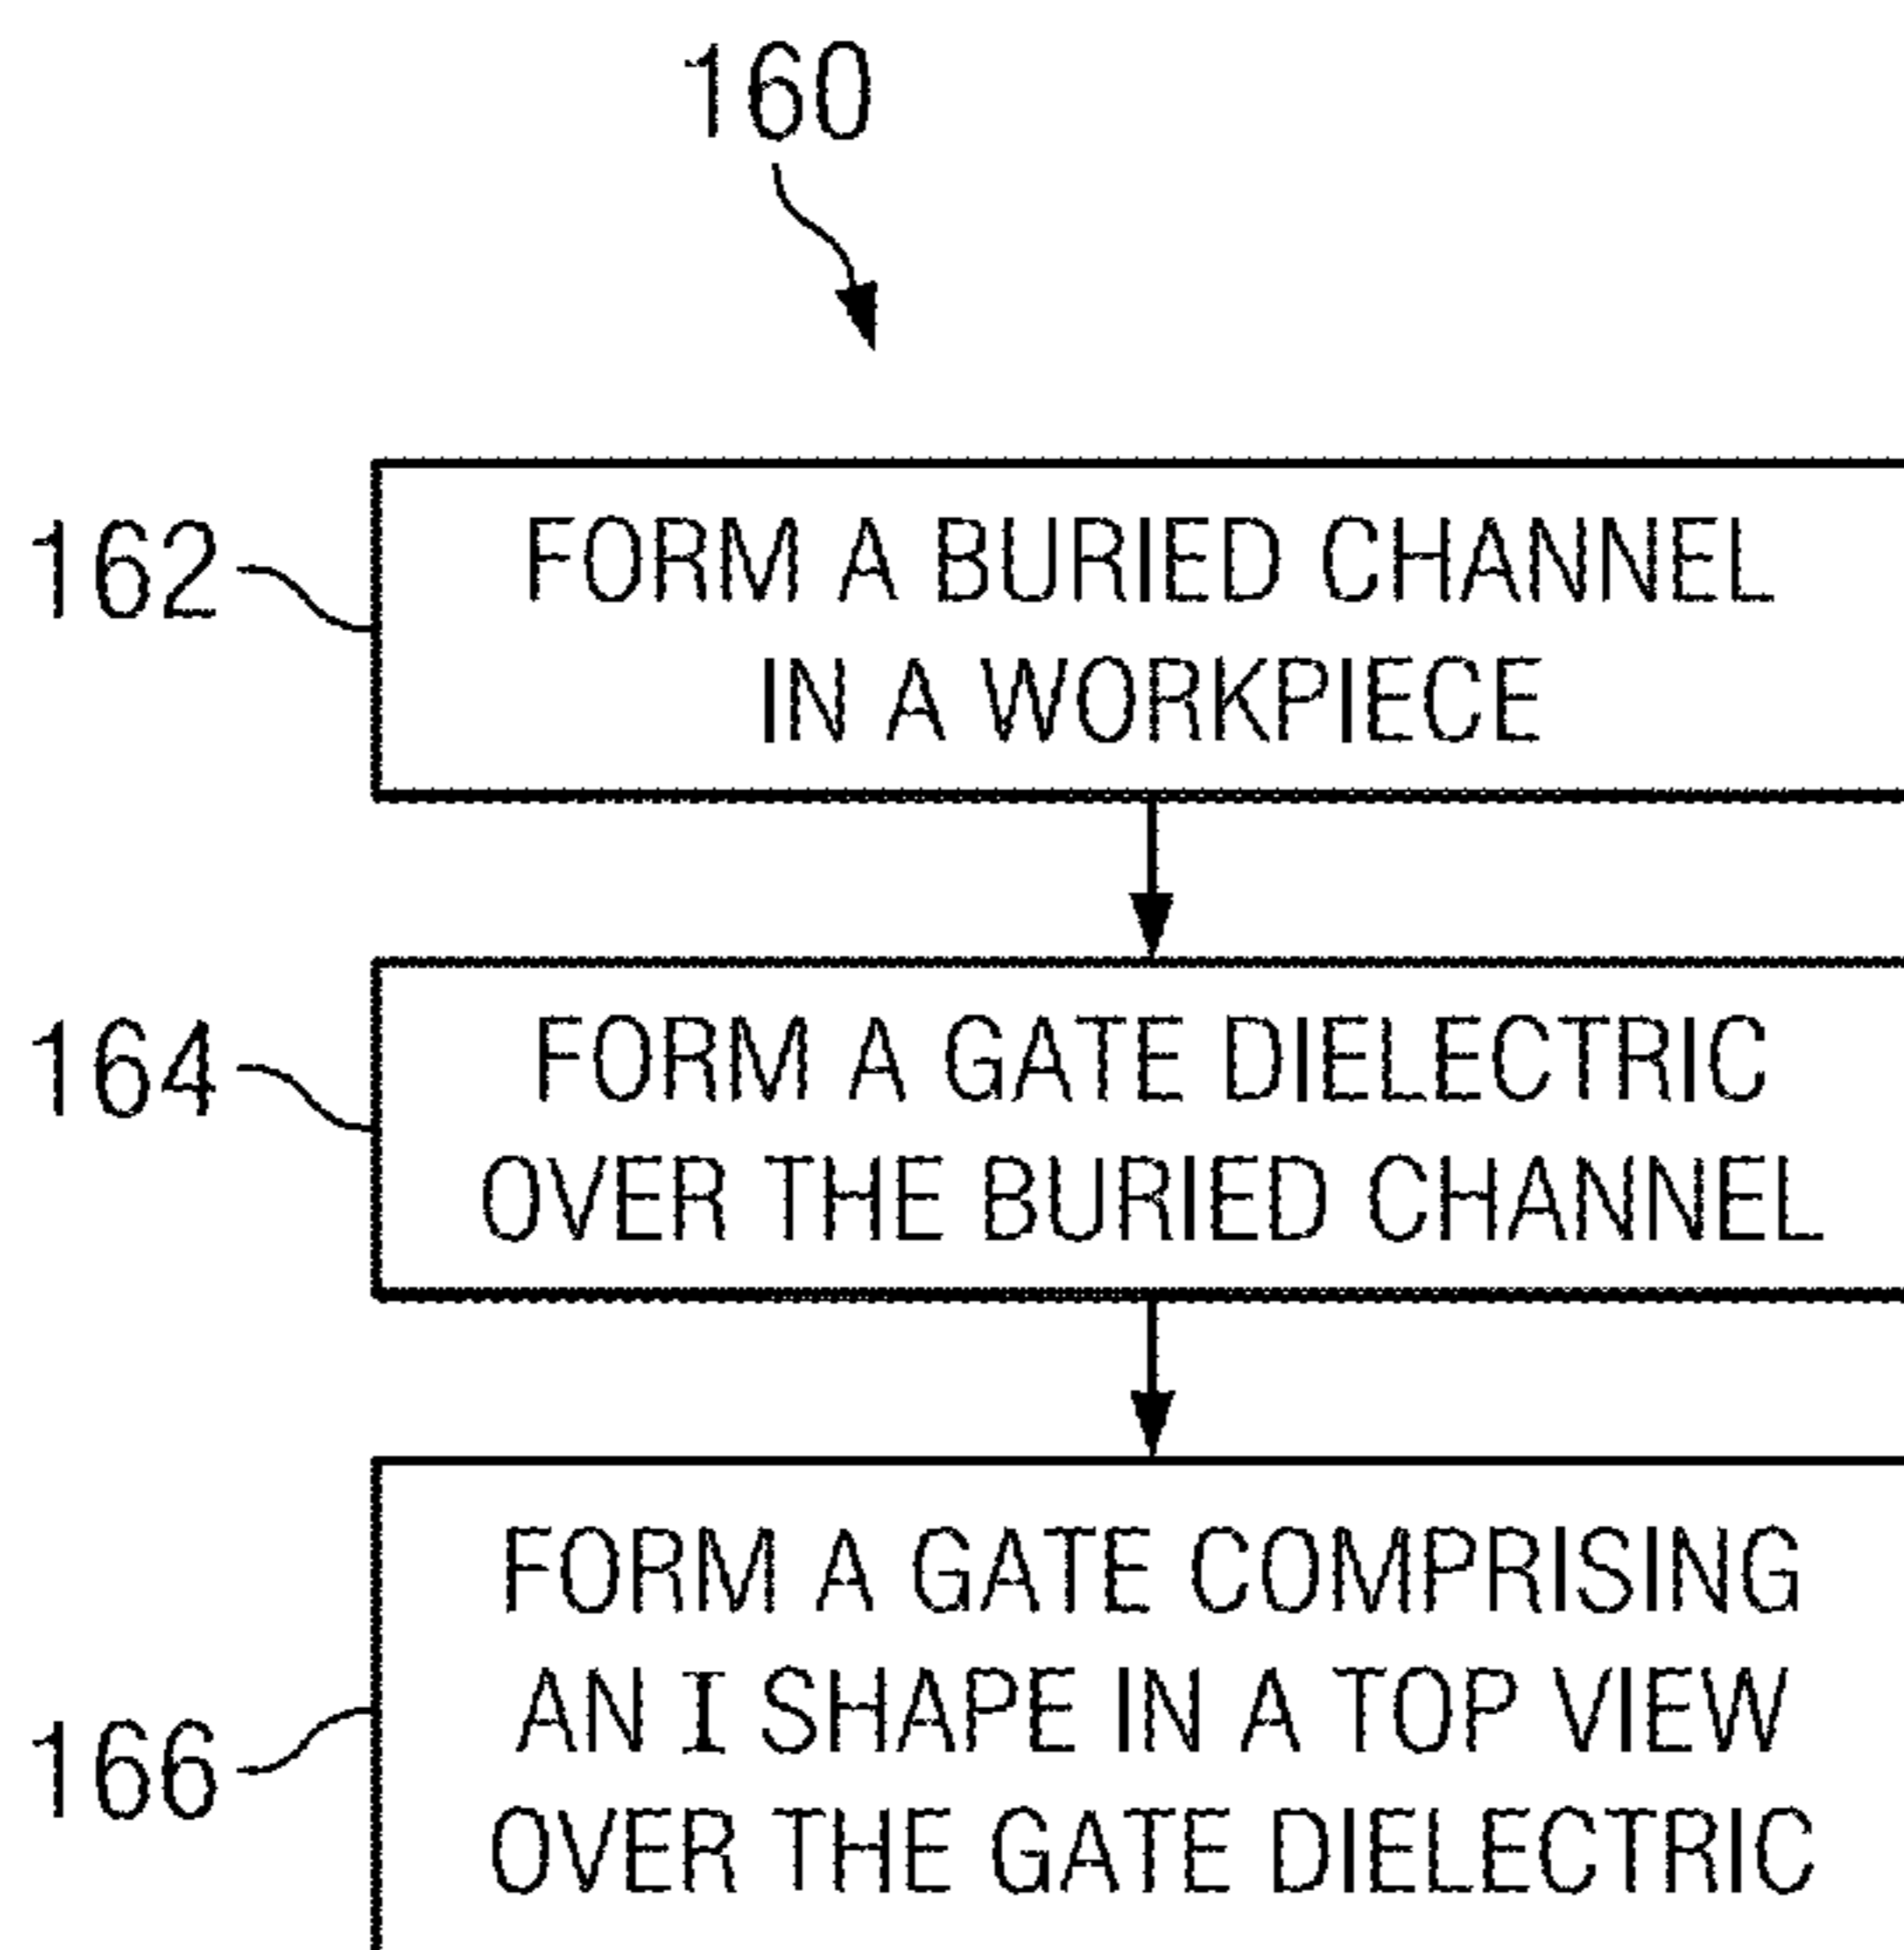 160
162
FORM A BURIED CHANNEL
IN A WORKPIECE
164
FORM A GATE DIELECTRIC
OVER THE BURIED CHANNEL
166
FORM A GATE COMPRISING
AN I SHAPE IN A TOP VIEW
OVER THE GATE DIELECTRIC